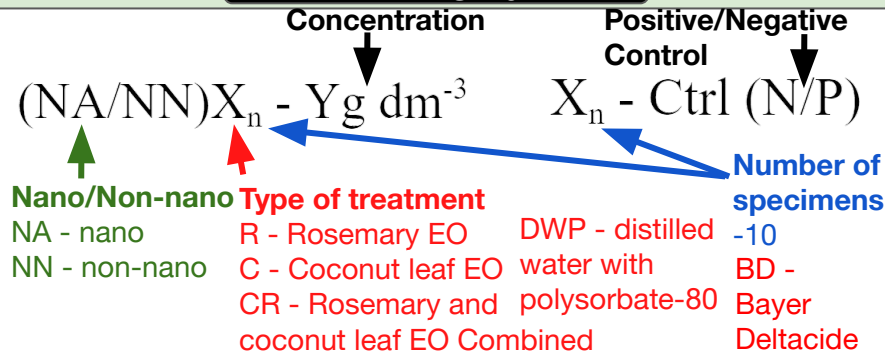 Concentration
Positive/Negative
Control
(NA/NN)Xₙ - Yg dm⁻³
Xₙ - Ctrl (N/P)
Nano/Non-nano
NA - nano
NN - non-nano
Type of treatment
R - Rosemary EO
C - Coconut leaf EO
CR - Rosemary and
coconut leaf EO Combined
DWP - distilled
water with
polysorbate-80
Number of
specimens
-10
BD -
Bayer
Deltacide